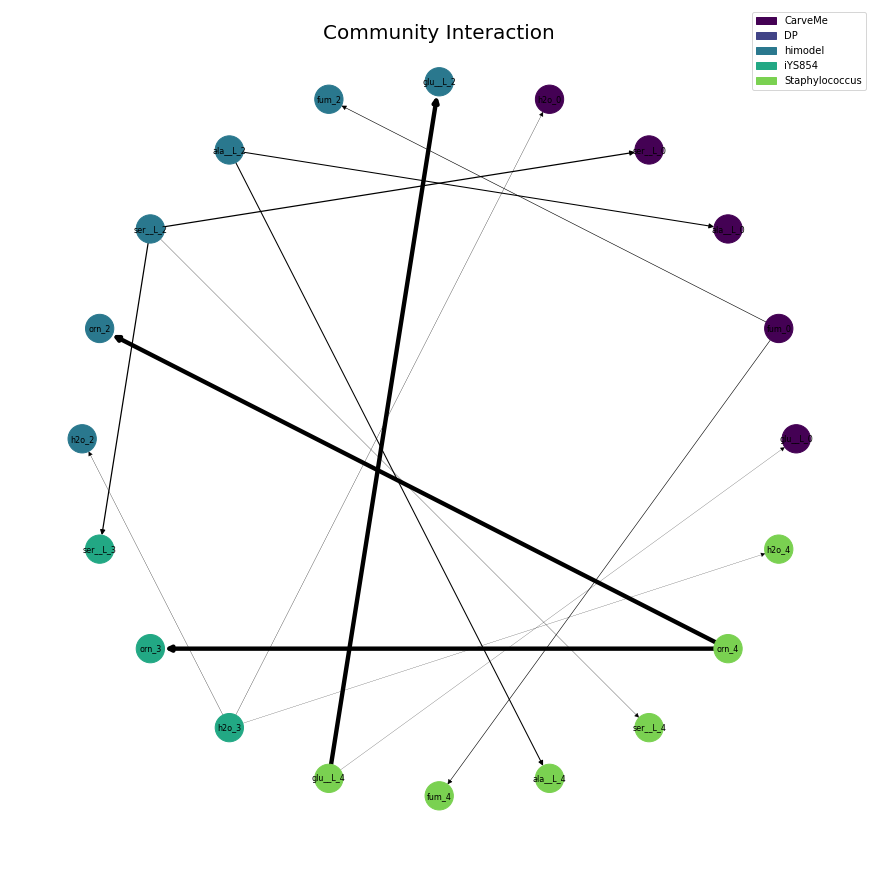 Community Interaction
CarveMe
DP
himodel
iYS854
Staphylococcus
glu__L_2
fum_2
h2o_0
ala__L_2
ser__L_0
ser__L_2
ala__L_0
orn_2
fum_0
h2o_2
glu__L_0
ser__L_3
h2o_4
orn_3
orn_4
h2o_3
ser__L_4
glu__L_4
ala__L_4
fum_4